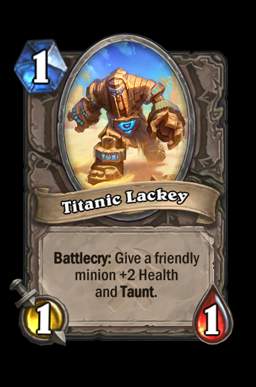 1
Titanic Lackey
Battlecry: Give a friendly
minion +2 Health
and Taunt.
1 1